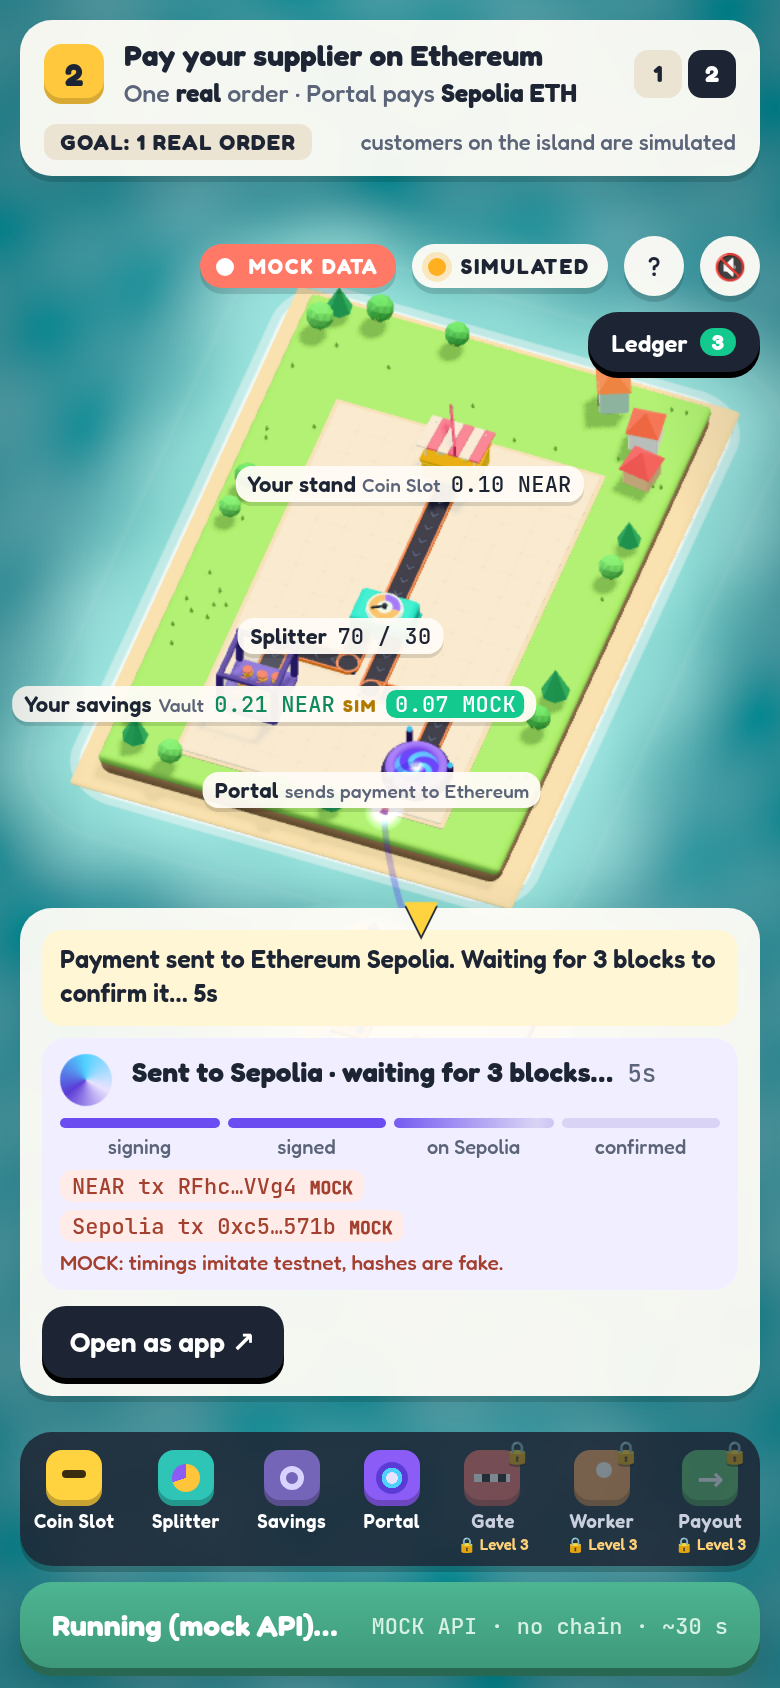 2
Pay your supplier on Ethereum
One real order · Portal pays Sepolia ETH
1 2
GOAL: 1 REAL ORDER
customers on the island are simulated
MOCK DATA
SIMULATED
?
Ledger 3
Your stand Coin Slot 0.10 NEAR
Splitter 70 / 30
Your savings Vault 0.21 NEAR SIM 0.07 MOCK
Portal sends payment to Ethereum
Payment sent to Ethereum Sepolia. Waiting for 3 blocks to
confirm it... 5s
Sent to Sepolia · waiting for 3 blocks... 5s
signing signed on Sepolia confirmed
NEAR tx RFhc…VVg4 MOCK
Sepolia tx 0xc5…571b MOCK
MOCK: timings imitate testnet, hashes are fake.
Open as app ↗
Coin Slot Splitter Savings Portal Gate Worker Payout
Level 3 Level 3 Level 3
Running (mock API)... MOCK API · no chain · ~30 s